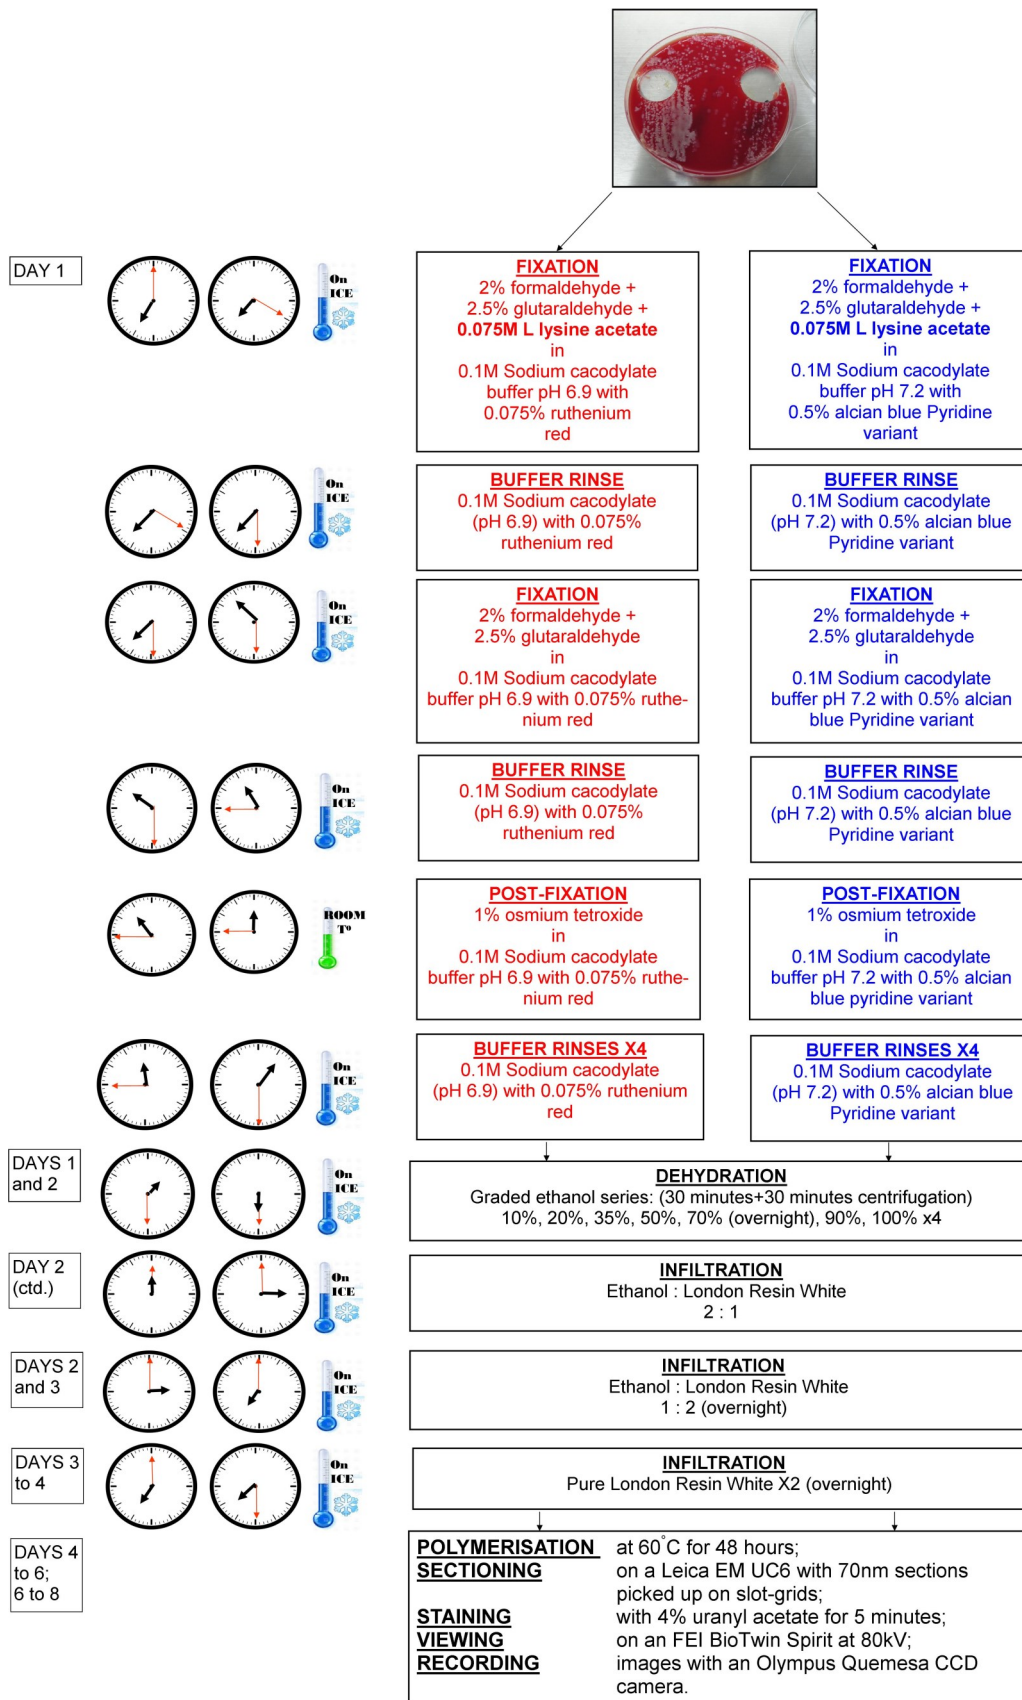 DAY 1
On
ICE
FIXATION
2% formaldehyde +
2.5% glutaraldehyde +
0.075M L lysine acetate
in
0.1M Sodium cacodylate
buffer pH 6.9 with
0.075% ruthenium
red
FIXATION
2% formaldehyde +
2.5% glutaraldehyde +
0.075M L lysine acetate
in
0.1M Sodium cacodylate
buffer pH 7.2 with
0.5% alcian blue Pyridine
variant
On
ICE
BUFFER RINSE
0.1M Sodium cacodylate
(pH 6.9) with 0.075%
ruthenium red
BUFFER RINSE
0.1M Sodium cacodylate
(pH 7.2) with 0.5% alcian blue
Pyridine variant
On
ICE
FIXATION
2% formaldehyde +
2.5% glutaraldehyde
in
0.1M Sodium cacodylate
buffer pH 6.9 with 0.075% ruthe-
nium red
FIXATION
2% formaldehyde +
2.5% glutaraldehyde
in
0.1M Sodium cacodylate
buffer pH 7.2 with 0.5% alcian
blue Pyridine variant
On
ICE
BUFFER RINSE
0.1M Sodium cacodylate
(pH 6.9) with 0.075%
ruthenium red
BUFFER RINSE
0.1M Sodium cacodylate
(pH 7.2) with 0.5% alcian blue
Pyridine variant
ROOM
Tº
POST-FIXATION
1% osmium tetroxide
in
0.1M Sodium cacodylate
buffer pH 6.9 with 0.075% ruthe-
nium red
POST-FIXATION
1% osmium tetroxide
in
0.1M Sodium cacodylate
buffer pH 7.2 with 0.5% alcian
blue pyridine variant
On
ICE
BUFFER RINSES X4
0.1M Sodium cacodylate
(pH 6.9) with 0.075% ruthenium
red
BUFFER RINSES X4
0.1M Sodium cacodylate
(pH 7.2) with 0.5% alcian blue
Pyridine variant
DAYS 1
and 2
On
ICE
DEHYDRATION
Graded ethanol series: (30 minutes+30 minutes centrifugation)
10%, 20%, 35%, 50%, 70% (overnight), 90%, 100% x4
DAY 2
(ctd.)
On
ICE
INFILTRATION
Ethanol : London Resin White
2 : 1
DAYS 2
and 3
On
ICE
INFILTRATION
Ethanol : London Resin White
1 : 2 (overnight)
DAYS 3
to 4
On
ICE
INFILTRATION
Pure London Resin White X2 (overnight)
DAYS 4
to 6;
6 to 8
POLYMERISATION at 60°C for 48 hours;
SECTIONING on a Leica EM UC6 with 70nm sections
picked up on slot-grids;
STAINING with 4% uranyl acetate for 5 minutes;
VIEWING on an FEI BioTwin Spirit at 80kV;
RECORDING images with an Olympus Quemesa CCD
camera.